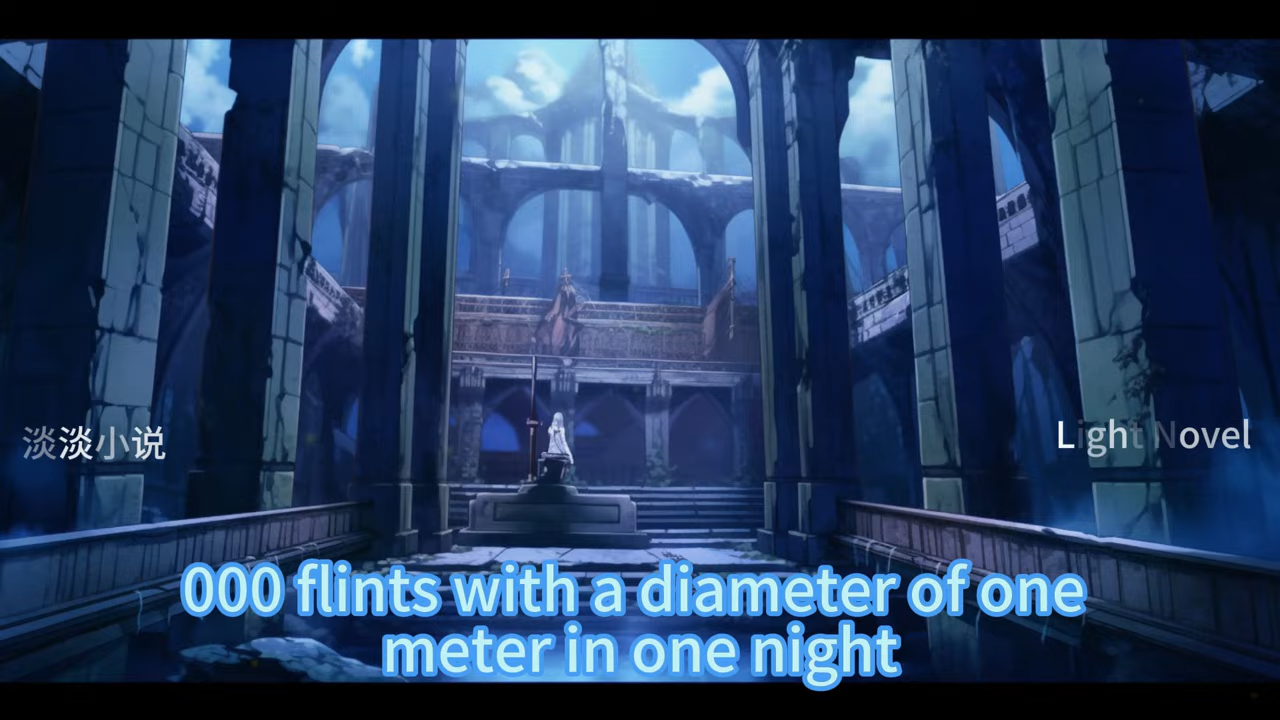 淡淡小说
Light Novel
000 flints with a diameter of one
meter in one night